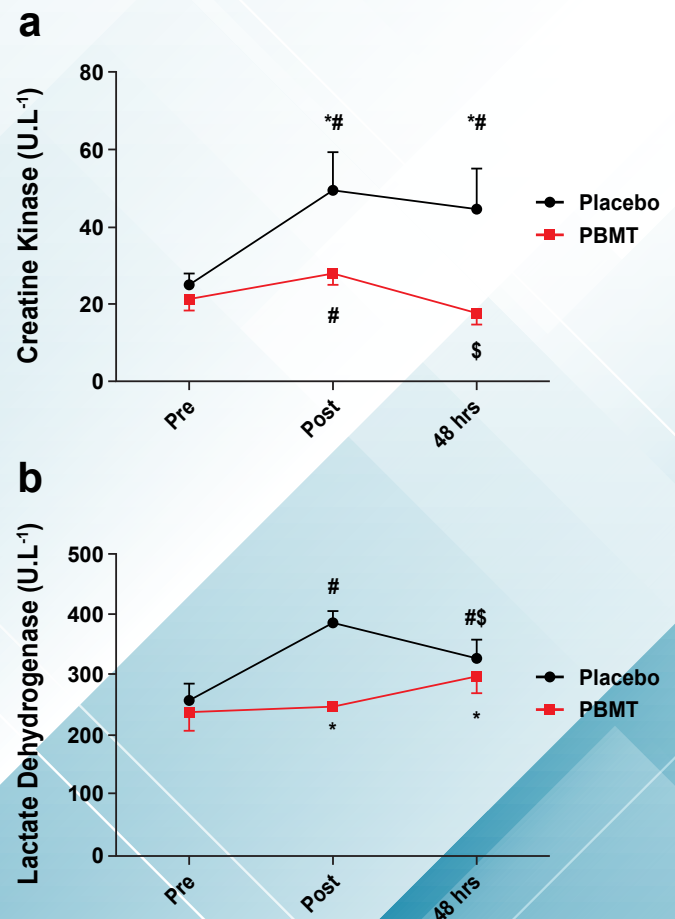 a
Creatine Kinase (U.L⁻¹)
80
60
40
20
0
*#
*#
#
$
Placebo
PBMT
Pre
Post
48 hrs
b
Lactate Dehydrogenase (U.L⁻¹)
500
400
300
200
100
0
#
#$
*
*
Placebo
PBMT
Pre
Post
48 hrs